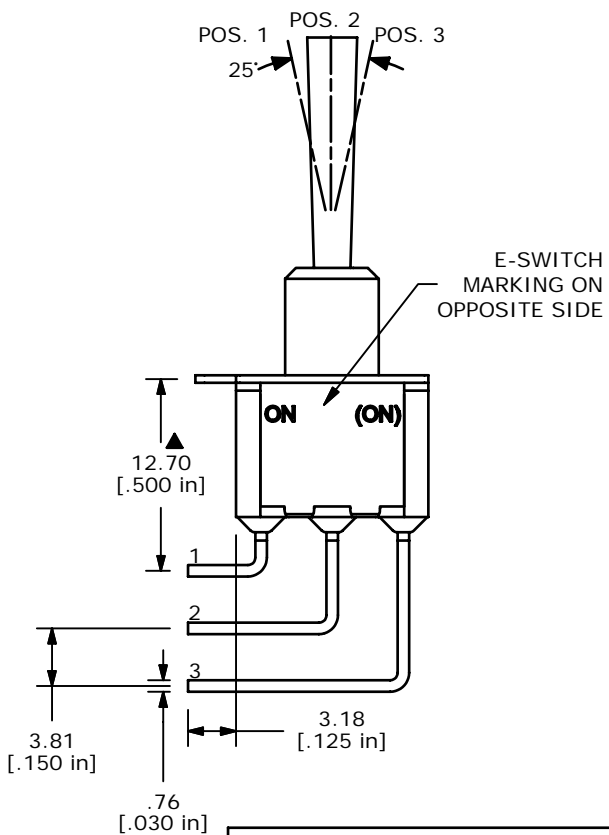 POS. 1
POS. 2
POS. 3
25°
E-SWITCH
MARKING ON
OPPOSITE SIDE
ON
(ON)
▲
12.70
[.500 in]
1
2
3
3.81
[.150 in]
3.18
[.125 in]
.76
[.030 in]